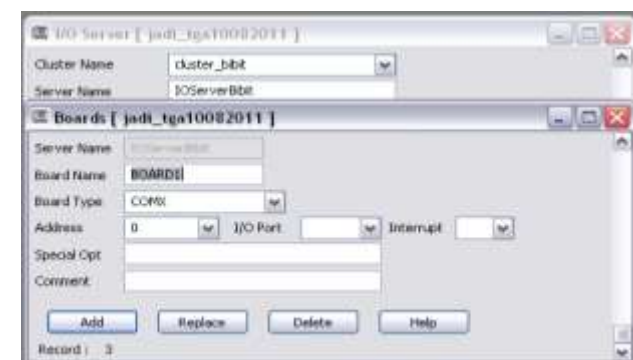 I/O Server [ jadi_tga10082011 ]
Cluster Name cluster_bibit
Server Name IOServerBibit
Boards [ jadi_tga10082011 ]
Server Name IOServerBibit
Board Name
Board Type COMX
Address 0 I/O Port Interrupt
Special Opt
Comment
Add Replace Delete Help
Record : 3